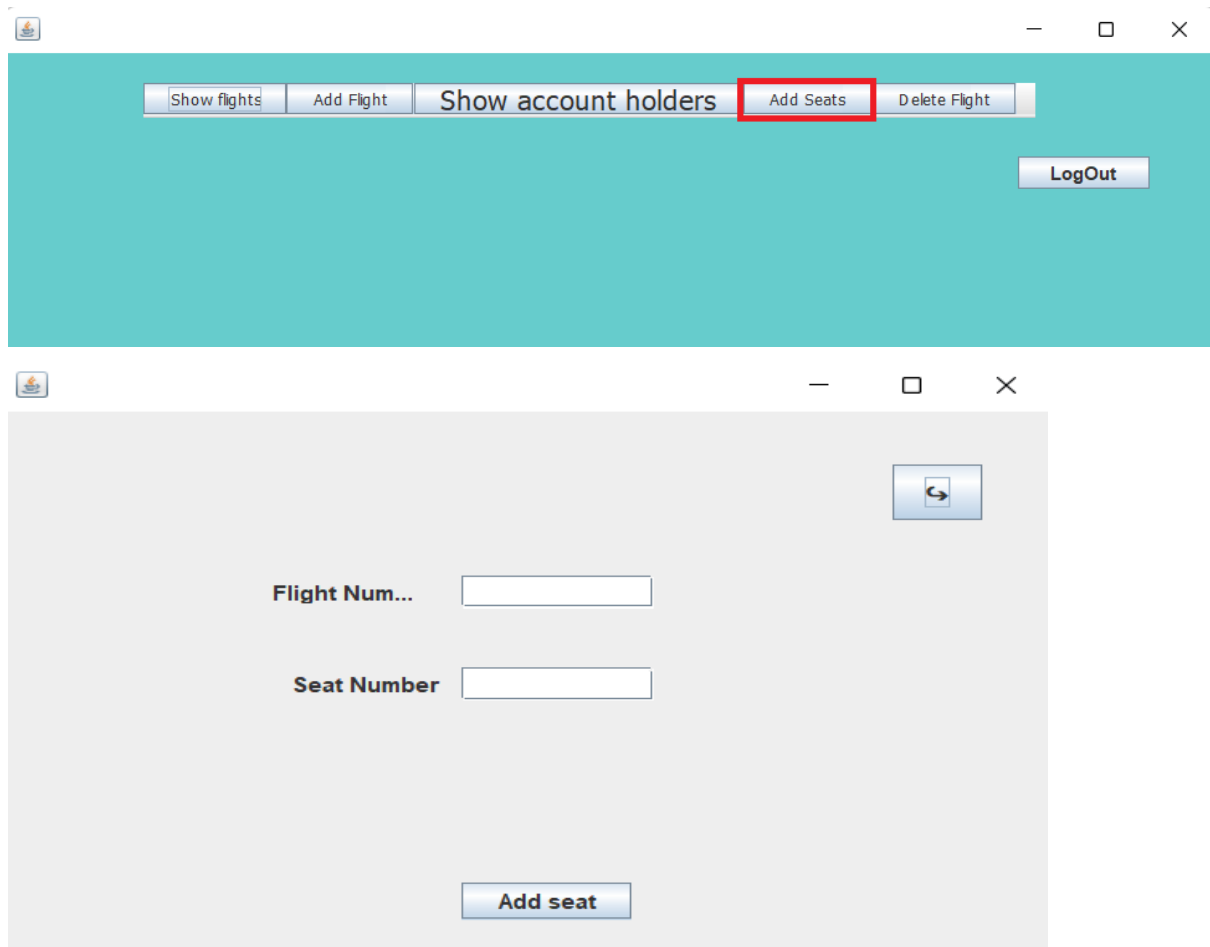 Show flights Add Flight Show account holders Add Seats Delete Flight
LogOut
Flight Num...
Seat Number
Add seat